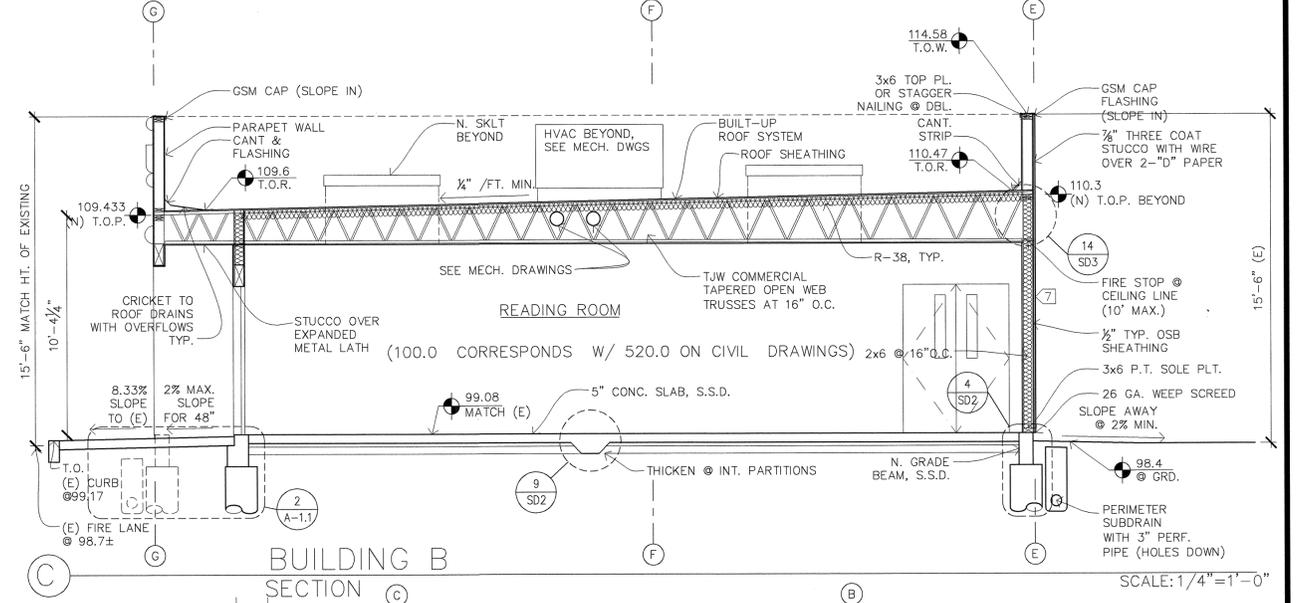 G
F
E
114.58
T.O.W.
GSM CAP (SLOPE IN)
PARAPET WALL
CANT &
FLASHING
109.6
T.O.R.
N. SKLT
BEYOND
HVAC BEYOND,
SEE MECH. DWGS
BUILT-UP
ROOF SYSTEM
ROOF SHEATHING
¼" /FT. MIN.
3x6 TOP PL.
OR STAGGER
NAILING @ DBL.
CANT.
STRIP
110.47
T.O.R.
GSM CAP
FLASHING
(SLOPE IN)
⅞" THREE COAT
STUCCO WITH WIRE
OVER 2-"D" PAPER
110.3
(N) T.O.P. BEYOND
109.433
(N) T.O.P.
15'-6" MATCH HT. OF EXISTING
10'-4¼"
15'-6" (E)
14
SD3
SEE MECH. DRAWINGS
TJW COMMERCIAL
TAPERED OPEN WEB
TRUSSES AT 16" O.C.
R-38, TYP.
FIRE STOP @
CEILING LINE
(10' MAX.)
7
CRICKET TO
ROOF DRAINS
WITH OVERFLOWS
TYP.
STUCCO OVER
EXPANDED
METAL LATH
READING ROOM
(100.0 CORRESPONDS W/ 520.0 ON CIVIL DRAWINGS)
2x6 @ 16"O.C.
½" TYP. OSB
SHEATHING
3x6 P.T. SOLE PLT.
26 GA. WEEP SCREED
SLOPE AWAY
@ 2% MIN.
8.33%
SLOPE
TO (E)
2% MAX.
SLOPE
FOR 48"
99.08
MATCH (E)
5" CONC. SLAB, S.S.D.
4
SD2
T.O.
(E) CURB
@99.17
(E) FIRE LANE
@ 98.7±
2
A-1.1
9
SD2
THICKEN @ INT. PARTITIONS
N. GRADE
BEAM, S.S.D.
98.4
@ GRD.
PERIMETER
SUBDRAIN
WITH 3" PERF.
PIPE (HOLES DOWN)
G
F
E
C
BUILDING B
SECTION
C
B
SCALE:1/4"=1'-0"